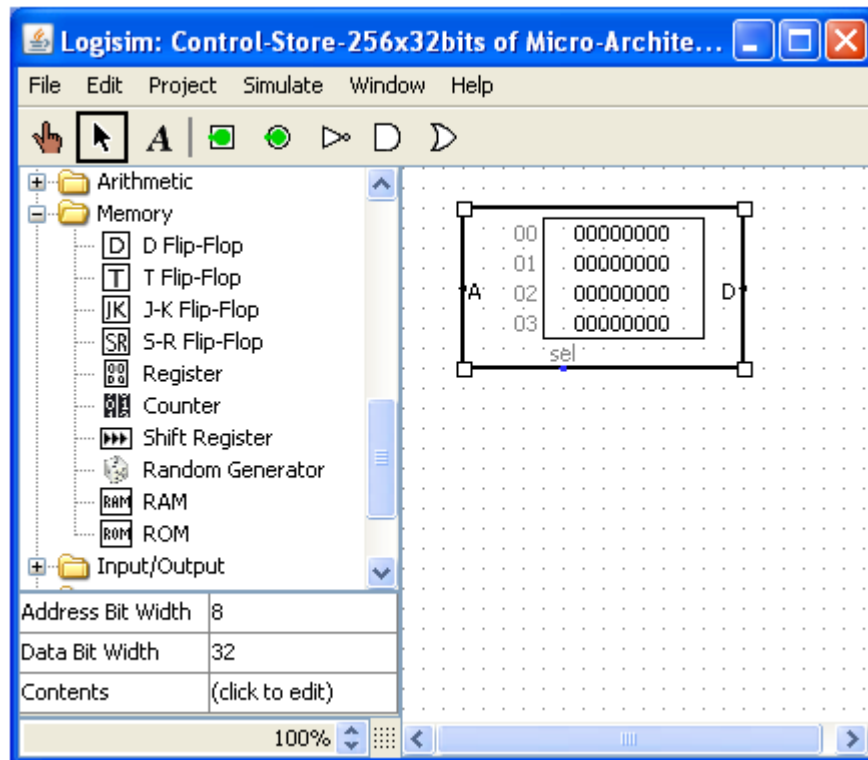 Logisim: Control-Store-256x32bits of Micro-Archite...
File Edit Project Simulate Window Help
A
Arithmetic
Memory
D D Flip-Flop
T T Flip-Flop
JK J-K Flip-Flop
SR S-R Flip-Flop
Register
Counter
Shift Register
Random Generator
RAM RAM
ROM ROM
Input/Output
Address Bit Width 8
Data Bit Width 32
Contents (click to edit)
100%
00 00000000
01 00000000
A 02 00000000 D
03 00000000
sel